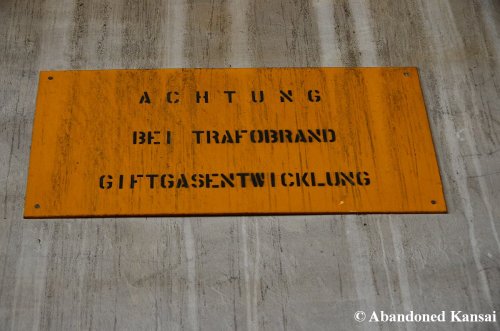 ACHTUNG
BEI TRAFOBRAND
GIFTGASENTWICKLUNG
© Abandoned Kansai